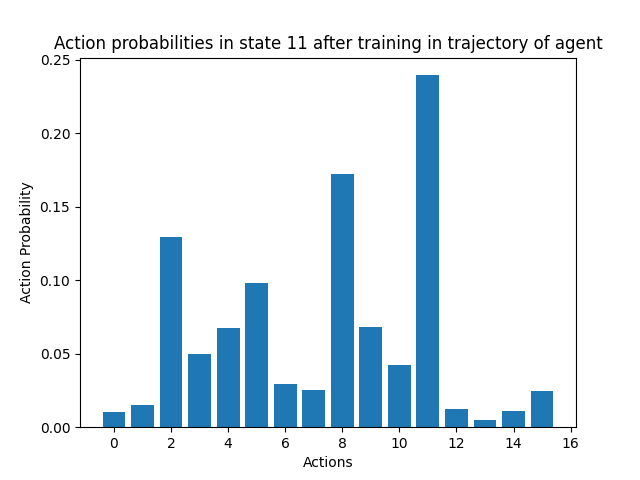 Action probabilities in state 11 after training in trajectory of agent
0.25
0.20
0.15
0.10
0.05
0.00
Action Probability
0 2 4 6 8 10 12 14 16
Actions